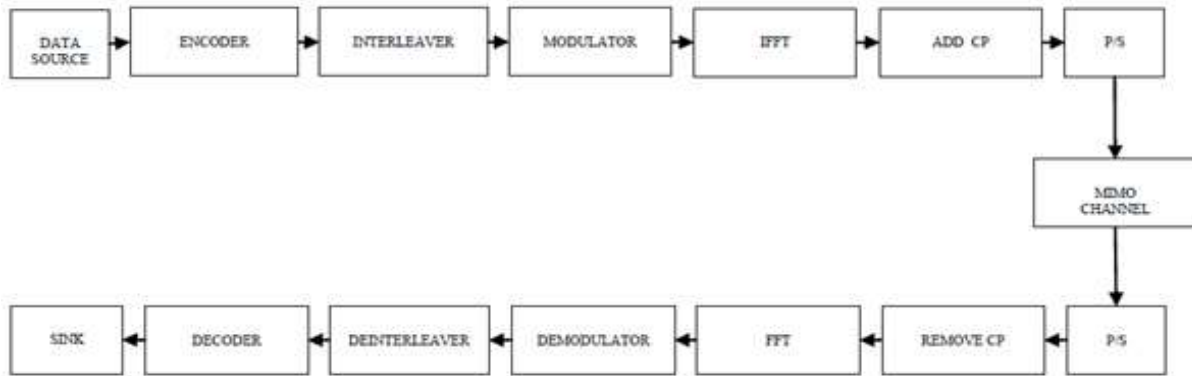 DATA
SOURCE
ENCODER
INTERLEAVER
MODULATOR
IFFT
ADD CP
P/S
MIMO
CHANNEL
P/S
REMOVE CP
FFT
DEMODULATOR
DEINTERLEAVER
DECODER
SINK